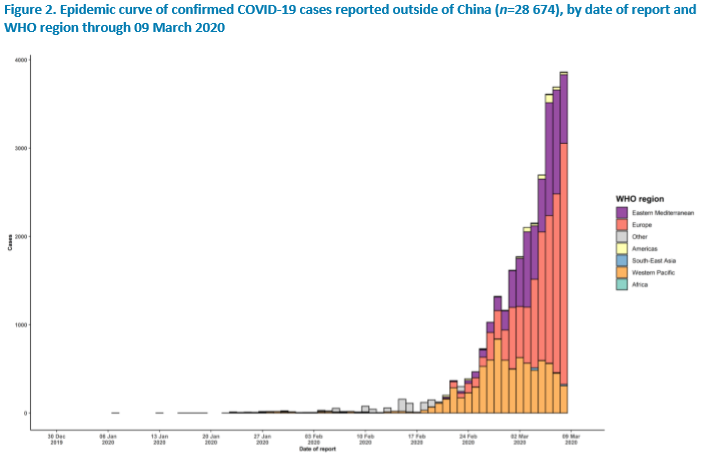 Figure 2. Epidemic curve of confirmed COVID-19 cases reported outside of China (n=28 674), by date of report and
WHO region through 09 March 2020
4000
3000
2000
1000
0
Cases
30 Dec 06 Jan 13 Jan 20 Jan 27 Jan 03 Feb 10 Feb 17 Feb 24 Feb 02 Mar 09 Mar
2019 2020 2020 2020 2020 2020 2020 2020 2020 2020 2020
Date of report
WHO region
Eastern Mediterranean
Europe
Other
Americas
South-East Asia
Western Pacific
Africa